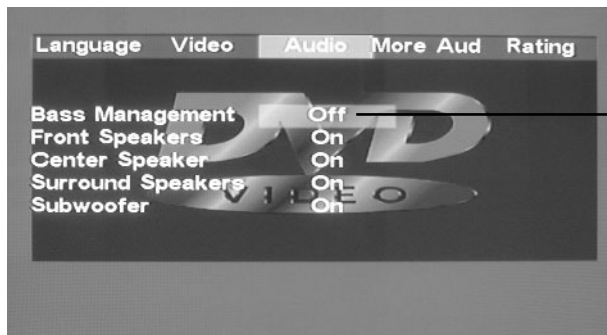 Language Video Audio More Aud Rating
DVD
VIDEO
Bass Management Off
Front Speakers On
Center Speaker On
Surround Speakers On
Subwoofer On